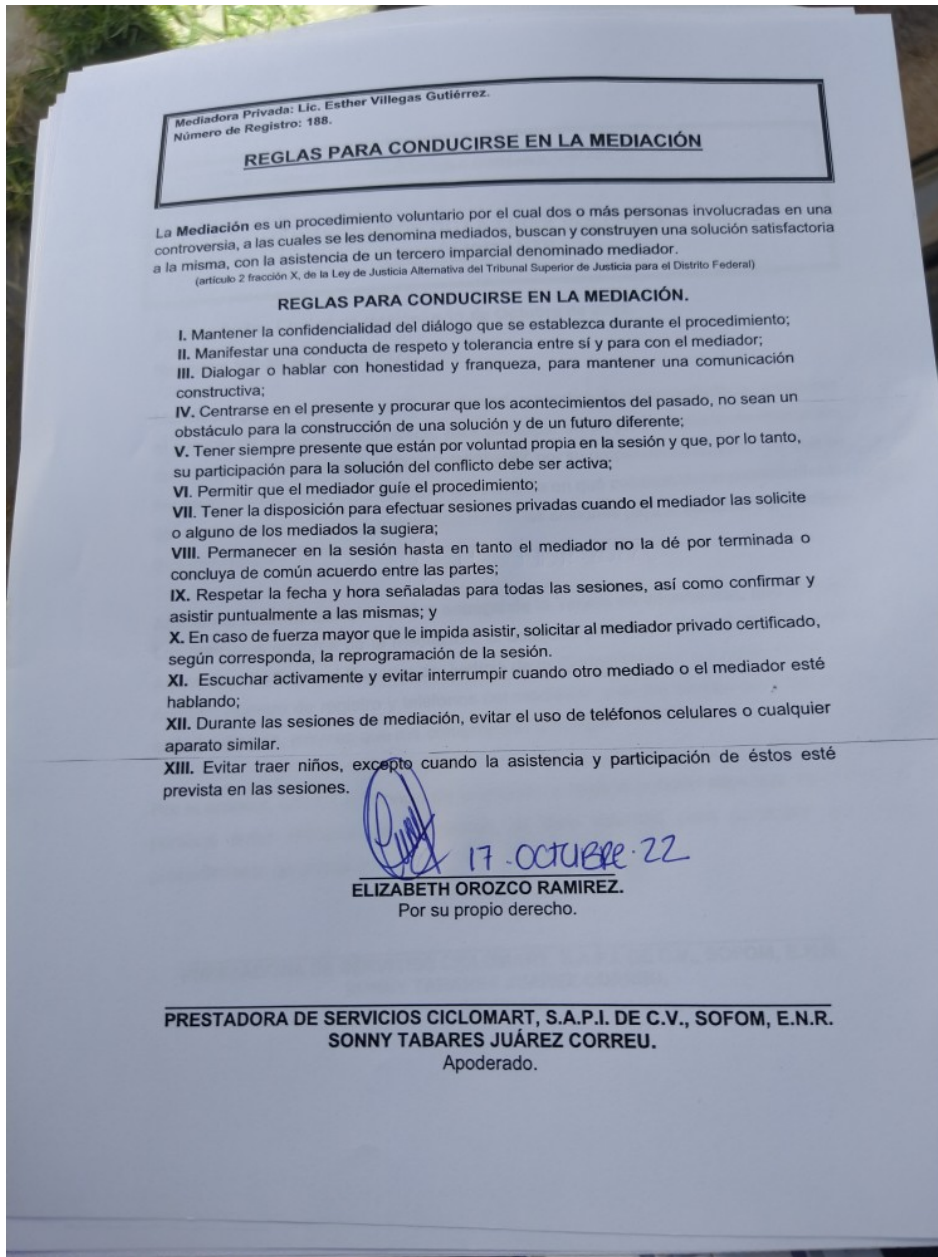 Mediadora Privada: Lic. Esther Villegas Gutiérrez.
Número de Registro: 188.
REGLAS PARA CONDUCIRSE EN LA MEDIACIÓN
La Mediación es un procedimiento voluntario por el cual dos o más personas involucradas en una
controversia, a las cuales se les denomina mediados, buscan y construyen una solución satisfactoria
a la misma, con la asistencia de un tercero imparcial denominado mediador.
(artículo 2 fracción X, de la Ley de Justicia Alternativa del Tribunal Superior de Justicia para el Distrito Federal)
REGLAS PARA CONDUCIRSE EN LA MEDIACIÓN.
I. Mantener la confidencialidad del diálogo que se establezca durante el procedimiento;
II. Manifestar una conducta de respeto y tolerancia entre sí y para con el mediador;
III. Dialogar o hablar con honestidad y franqueza, para mantener una comunicación
constructiva;
IV. Centrarse en el presente y procurar que los acontecimientos del pasado, no sean un
obstáculo para la construcción de una solución y de un futuro diferente;
V. Tener siempre presente que están por voluntad propia en la sesión y que, por lo tanto,
su participación para la solución del conflicto debe ser activa;
VI. Permitir que el mediador guíe el procedimiento;
VII. Tener la disposición para efectuar sesiones privadas cuando el mediador las solicite
o alguno de los mediados la sugiera;
VIII. Permanecer en la sesión hasta en tanto el mediador no la dé por terminada o
concluya de común acuerdo entre las partes;
IX. Respetar la fecha y hora señaladas para todas las sesiones, así como confirmar y
asistir puntualmente a las mismas; y
X. En caso de fuerza mayor que le impida asistir, solicitar al mediador privado certificado,
según corresponda, la reprogramación de la sesión.
XI. Escuchar activamente y evitar interrumpir cuando otro mediado o el mediador esté
hablando;
XII. Durante las sesiones de mediación, evitar el uso de teléfonos celulares o cualquier
aparato similar.
XIII. Evitar traer niños, excepto cuando la asistencia y participación de éstos esté
prevista en las sesiones.
17 - OCTUBRE - 22
ELIZABETH OROZCO RAMIREZ.
Por su propio derecho.
PRESTADORA DE SERVICIOS CICLOMART, S.A.P.I. DE C.V., SOFOM, E.N.R.
SONNY TABARES JUÁREZ CORREU.
Apoderado.